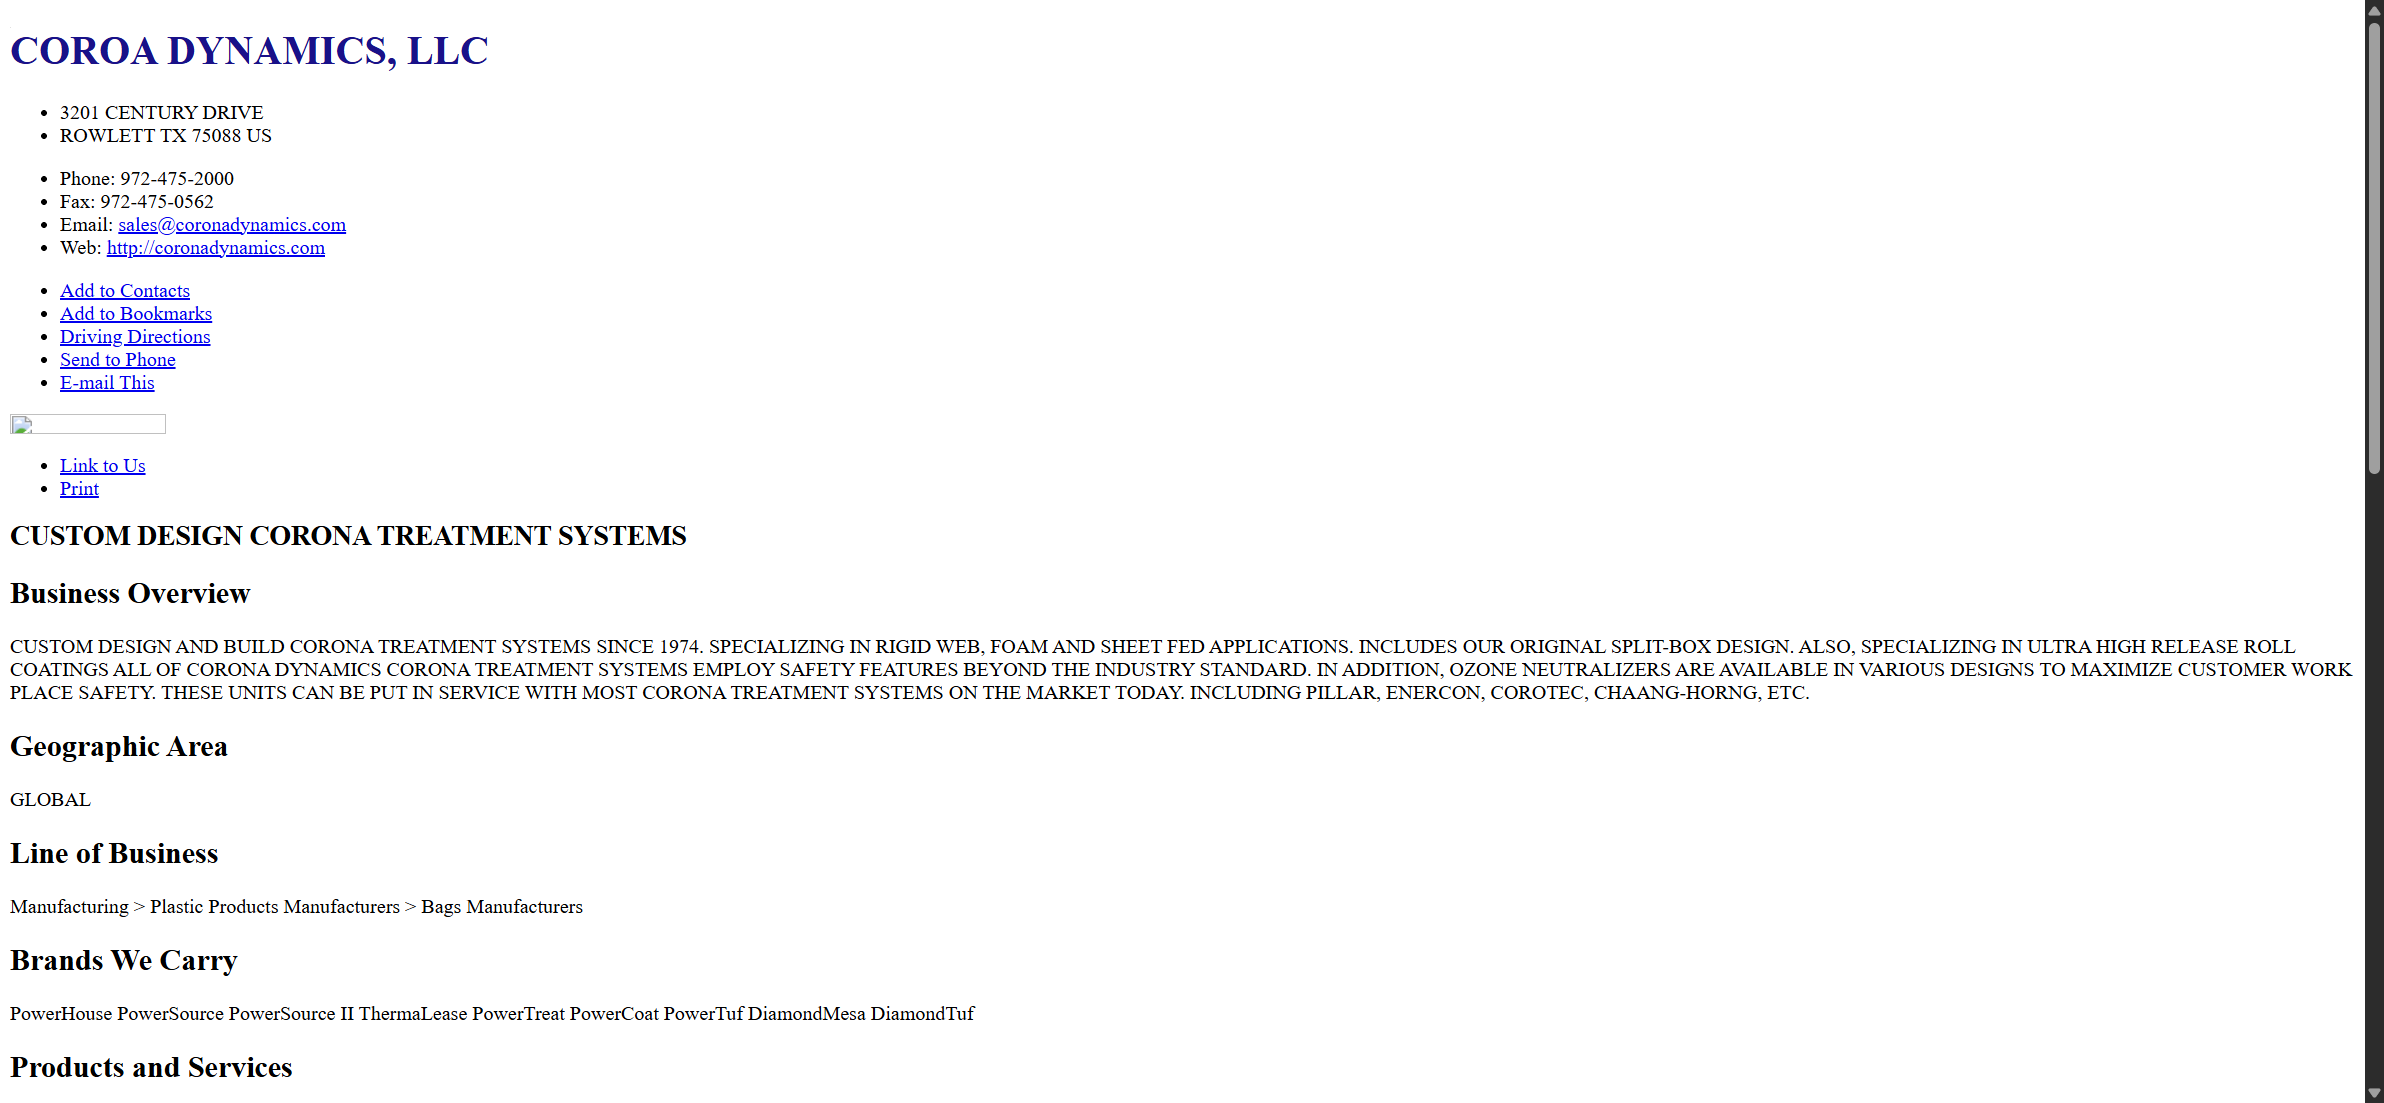 COROA DYNAMICS, LLC
3201 CENTURY DRIVE
ROWLETT TX 75088 US
Phone: 972-475-2000
Fax: 972-475-0562
Email: sales@coronadynamics.com
Web: http://coronadynamics.com
Add to Contacts
Add to Bookmarks
Driving Directions
Send to Phone
E-mail This
Link to Us
Print
CUSTOM DESIGN CORONA TREATMENT SYSTEMS
Business Overview
CUSTOM DESIGN AND BUILD CORONA TREATMENT SYSTEMS SINCE 1974. SPECIALIZING IN RIGID WEB, FOAM AND SHEET FED APPLICATIONS. INCLUDES OUR ORIGINAL SPLIT-BOX DESIGN. ALSO, SPECIALIZING IN ULTRA HIGH RELEASE ROLL
COATINGS ALL OF CORONA DYNAMICS CORONA TREATMENT SYSTEMS EMPLOY SAFETY FEATURES BEYOND THE INDUSTRY STANDARD. IN ADDITION, OZONE NEUTRALIZERS ARE AVAILABLE IN VARIOUS DESIGNS TO MAXIMIZE CUSTOMER WORK
PLACE SAFETY. THESE UNITS CAN BE PUT IN SERVICE WITH MOST CORONA TREATMENT SYSTEMS ON THE MARKET TODAY. INCLUDING PILLAR, ENERCON, COROTEC, CHAANG-HORNG, ETC.
Geographic Area
GLOBAL
Line of Business
Manufacturing > Plastic Products Manufacturers > Bags Manufacturers
Brands We Carry
PowerHouse PowerSource PowerSource II ThermaLease PowerTreat PowerCoat PowerTuf DiamondMesa DiamondTuf
Products and Services